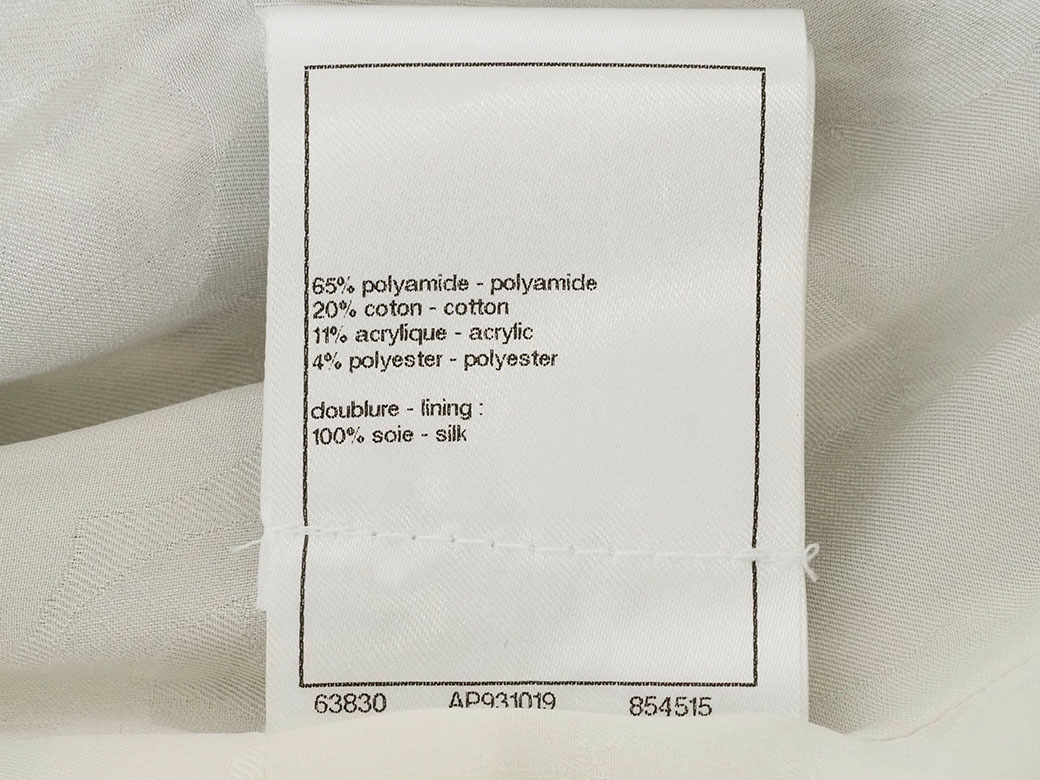 65% polyamide - polyamide
20% coton - cotton
11% acrylique - acrylic
4% polyester - polyester
doublure - lining :
100% soie - silk
63830 AP931019 854515